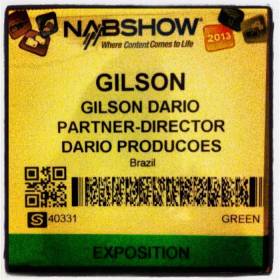 NABSHOW
Where Content Comes to Life
2013
GILSON
GILSON DARIO
PARTNER-DIRECTOR
DARIO PRODUCOES
Brazil
S 40331 GREEN
EXPOSITION